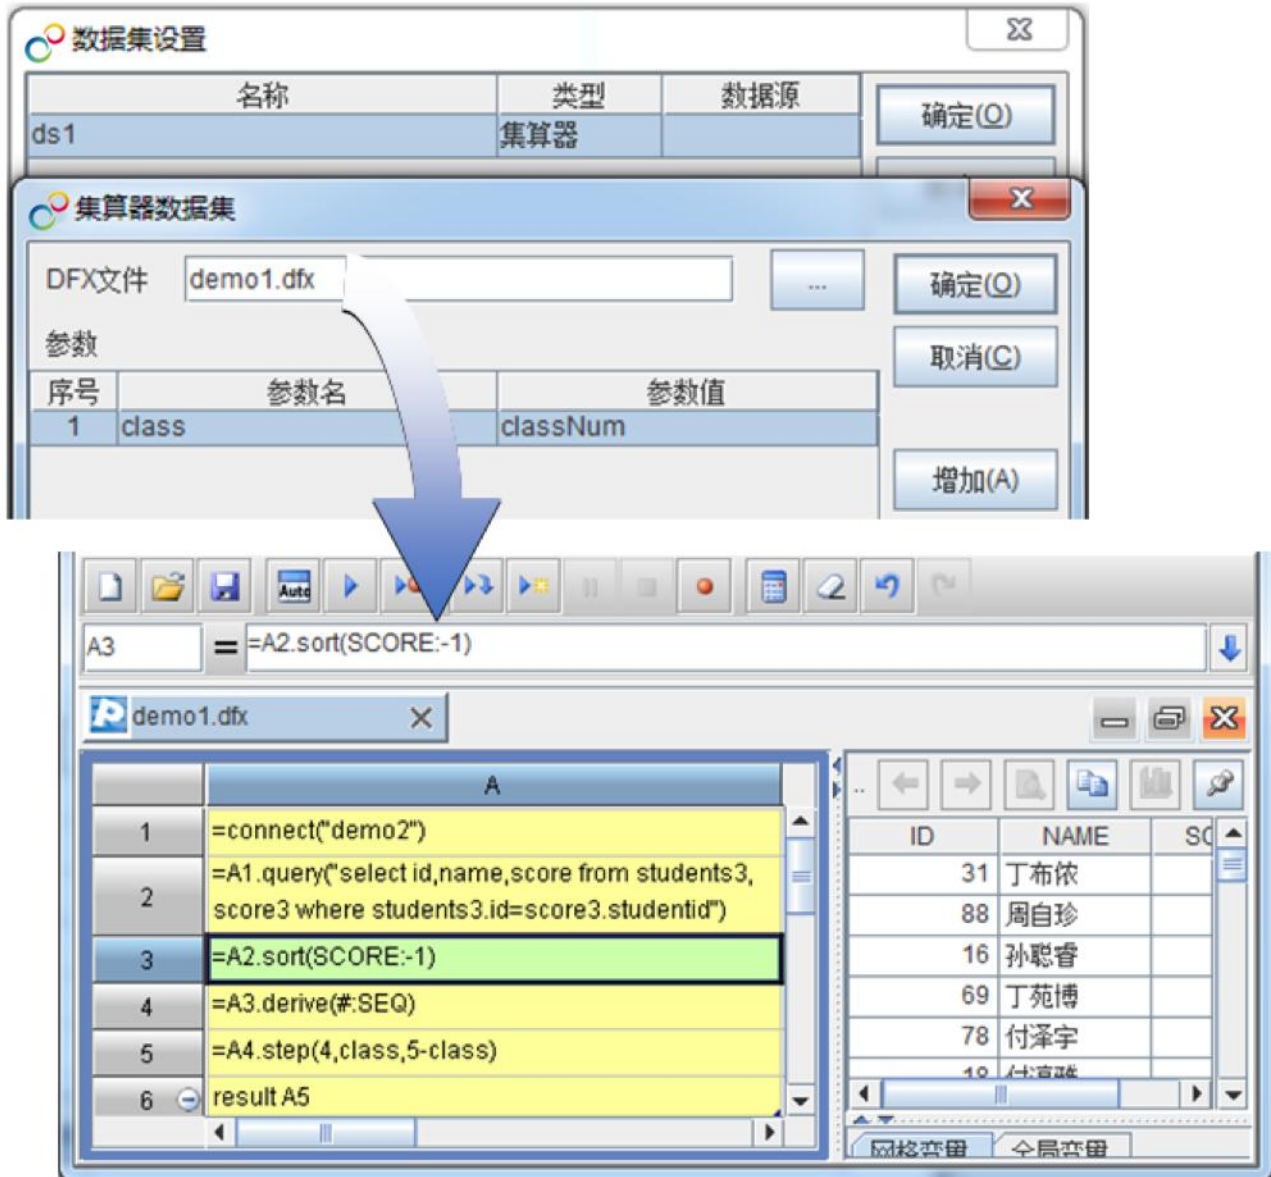 数据集设置
名称 类型 数据源
ds1 集算器
确定(O)
集算器数据集
DFX文件 demo1.dfx ... 确定(O)
参数 取消(C)
序号 参数名 参数值
1 class classNum
增加(A)
Auto
A3 = =A2.sort(SCORE:-1)
demo1.dfx
A
1 =connect("demo2")
2 =A1.query("select id,name,score from students3,
score3 where students3.id=score3.studentid")
3 =A2.sort(SCORE:-1)
4 =A3.derive(#:SEQ)
5 =A4.step(4,class,5-class)
6 result A5
..
ID NAME
31 丁布侬
88 周自珍
16 孙聪睿
69 丁苑博
78 付泽宇
网格变量 全局变量